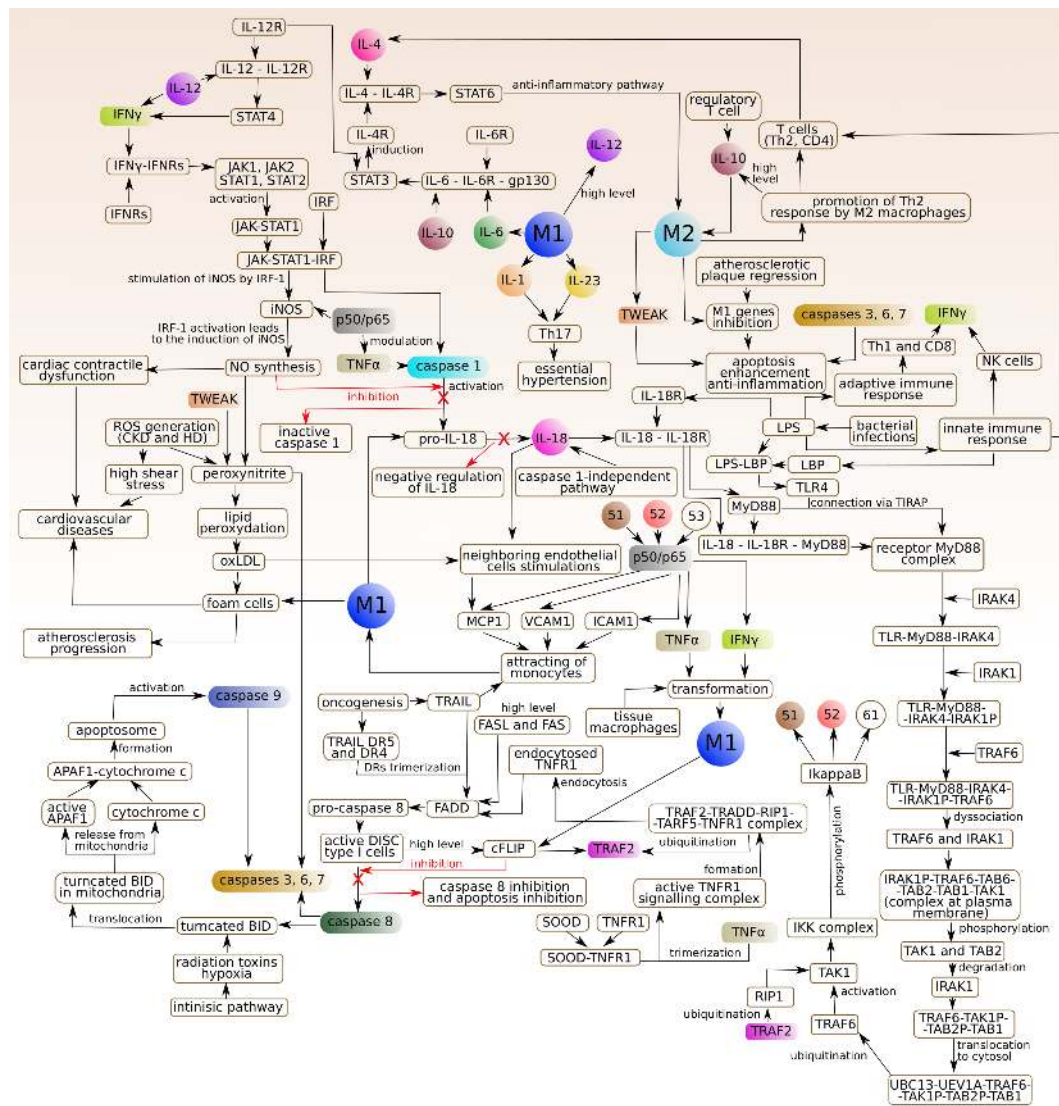 IL-12R
IL-4
IL-12 - IL-12R
IL-12
IL-4 - IL-4R
STAT6
anti-inflammatory pathway
regulatory
T cell
IFNγ
STAT4
T cells
(Th2, CD4)
IL-4R
IL-6R
IL-12
IL-10
induction
high
level
IFNγ-IFNRs
JAK1, JAK2
STAT1, STAT2
STAT3
IL-6 - IL-6R - gp130
high level
promotion of Th2
response by M2 macrophages
IFNRs
activation
IRF
IL-10
IL-6
M1
M2
JAK-STAT1
JAK-STAT1-IRF
atherosclerotic
plaque regression
stimulation of iNOS by IRF-1
IL-1
IL-23
iNOS
p50/p65
TWEAK
M1 genes
inhibition
caspases 3, 6, 7
IFNγ
IRF-1 activation leads
to the induction of iNOS
modulation
Th17
Th1 and CD8
NK cells
cardiac contractile
dysfunction
NO synthesis
TNFα
caspase 1
essential
hypertension
apoptosis
enhancement
anti-inflammation
adaptive immune
response
inhibition
activation
TWEAK
IL-18R
ROS generation
(CKD and HD)
inactive
caspase 1
pro-IL-18
IL-18
IL-18 - IL-18R
LPS
bacterial
infections
innate immune
response
high shear
stress
peroxynitrite
negative regulation
of IL-18
caspase 1-independent
pathway
LPS-LBP
LBP
TLR4
cardiovascular
diseases
lipid
peroxydation
51
52
53
MyD88
connection via TIRAP
IL-18 - IL-18R - MyD88
receptor MyD88
complex
oxLDL
neighboring endothelial
cells stimulations
p50/p65
foam cells
M1
IRAK4
MCP1
VCAM1
ICAM1
TNFα
IFNγ
TLR-MyD88-IRAK4
atherosclerosis
progression
attracting of
monocytes
IRAK1
activation
caspase 9
oncogenesis
TRAIL
transformation
high level
FASL and FAS
tissue
macrophages
51
52
61
TLR-MyD88-
-IRAK4-IRAK1P
apoptosome
TRAIL DR5
and DR4
M1
TRAF6
formation
DRs trimerization
endocytosed
TNFR1
IkappaB
APAF1-cytochrome c
endocytosis
TLR-MyD88-IRAK4-
-IRAK1P-TRAF6
active
APAF1
cytochrome c
pro-caspase 8
FADD
TRAF2-TRADD-RIP1-
-TARF5-TNFR1 complex
dyssociation
release from
mitochondria
active DISC
type I cells
high level
cFLIP
TRAF2
ubiquitination
TRAF6 and IRAK1
inhibition
formation
phosphorylation
turncated BID
in mitochondria
caspases 3, 6, 7
caspase 8 inhibition
and apoptosis inhibition
active TNFR1
signalling complex
IRAK1P-TRAF6-TAB6-
-TAB2-TAB1-TAK1
(complex at plasma
membrane)
translocation
turncated BID
caspase 8
SOOD
TNFR1
TNFα
IKK complex
phosphorylation
SOOD-TNFR1
trimerization
TAK1 and TAB2
radiation toxins
hypoxia
TAK1
degradation
RIP1
activation
IRAK1
intinisic pathway
ubiquitination
TRAF2
TRAF6
TRAF6-TAK1P-
-TAB2P-TAB1
ubiquitination
translocation
to cytosol
UBC13-UEV1A-TRAF6-
-TAK1P-TAB2P-TAB1